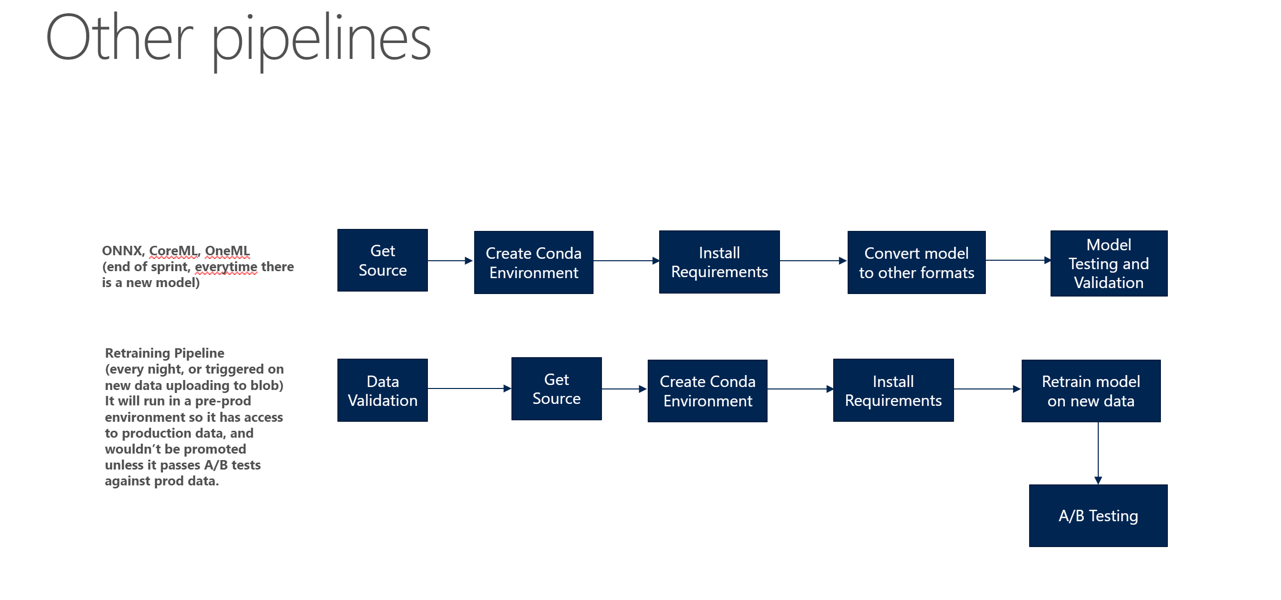 Other pipelines
ONNX, CoreML, OneML
(end of sprint, everytime there
is a new model)
Get
Source
Create Conda
Environment
Install
Requirements
Convert model
to other formats
Model
Testing and
Validation
Retraining Pipeline
(every night, or triggered on
new data uploading to blob)
It will run in a pre-prod
environment so it has access
to production data, and
wouldn’t be promoted
unless it passes A/B tests
against prod data.
Data
Validation
Get
Source
Create Conda
Environment
Install
Requirements
Retrain model
on new data
A/B Testing